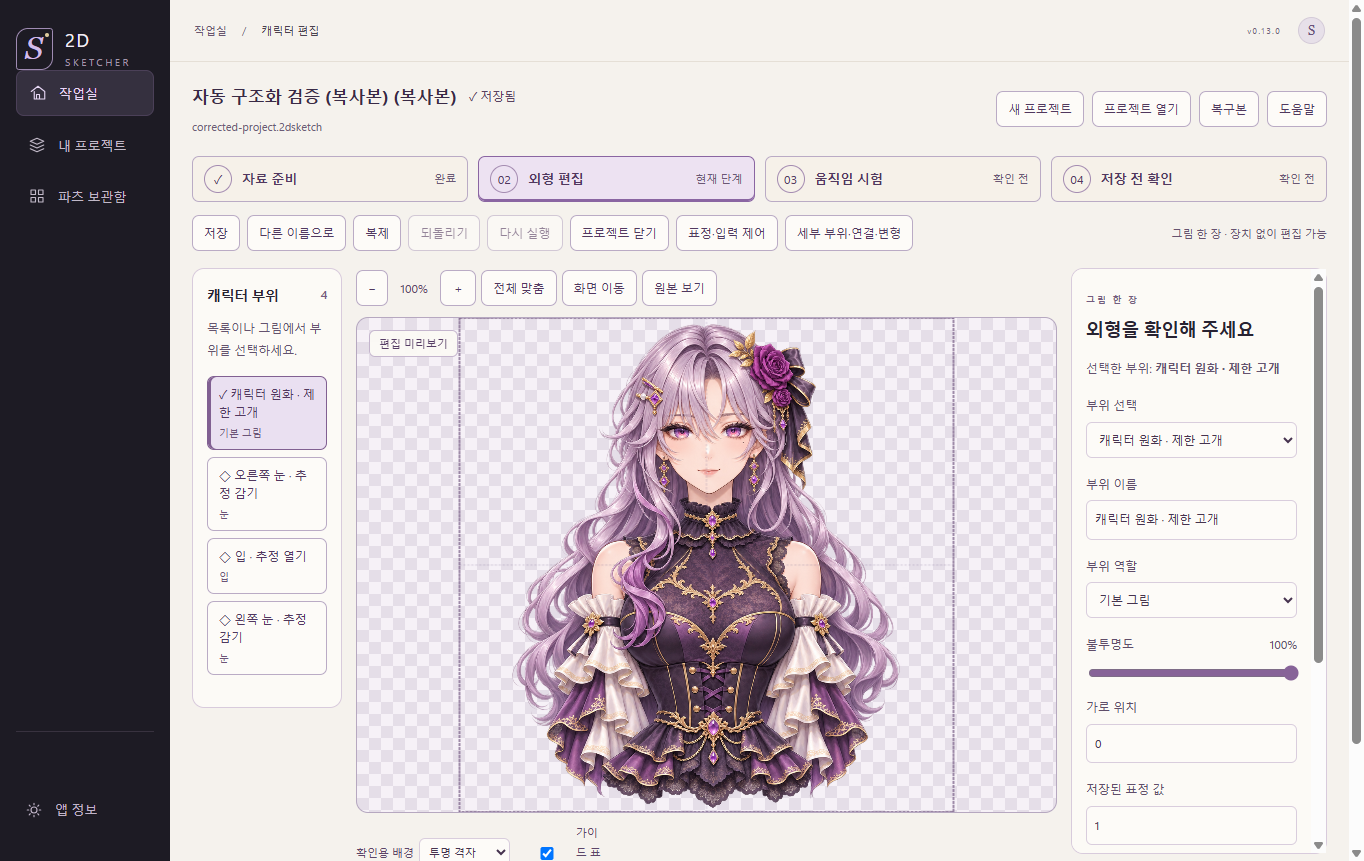 S
2D
SKETCHER
작업실
내 프로젝트
파츠 보관함
앱 정보
작업실 / 캐릭터 편집
v0.13.0
S
자동 구조화 검증 (복사본) (복사본)
✓ 저장됨
corrected-project.2dsketch
새 프로젝트
프로젝트 열기
복구본
도움말
✓ 자료 준비 완료
02 외형 편집 현재 단계
03 움직임 시험 확인 전
04 저장 전 확인 확인 전
저장
다른 이름으로
복제
되돌리기
다시 실행
프로젝트 닫기
표정·입력 제어
세부 부위·연결·변형
그림 한 장 · 장치 없이 편집 가능
캐릭터 부위 4
목록이나 그림에서 부
위를 선택하세요.
✓ 캐릭터 원화 · 제
한 고개
기본 그림
◇ 오른쪽 눈 · 추
정 감기
눈
◇ 입 · 추정 열기
입
◇ 왼쪽 눈 · 추정
감기
눈
−
100%
+
전체 맞춤
화면 이동
원본 보기
편집 미리보기
확인용 배경
투명 격자
가이
드 표
그림 한 장
외형을 확인해 주세요
선택한 부위: 캐릭터 원화 · 제한 고개
부위 선택
캐릭터 원화 · 제한 고개
부위 이름
캐릭터 원화 · 제한 고개
부위 역할
기본 그림
불투명도 100%
가로 위치
0
저장된 표정 값
1